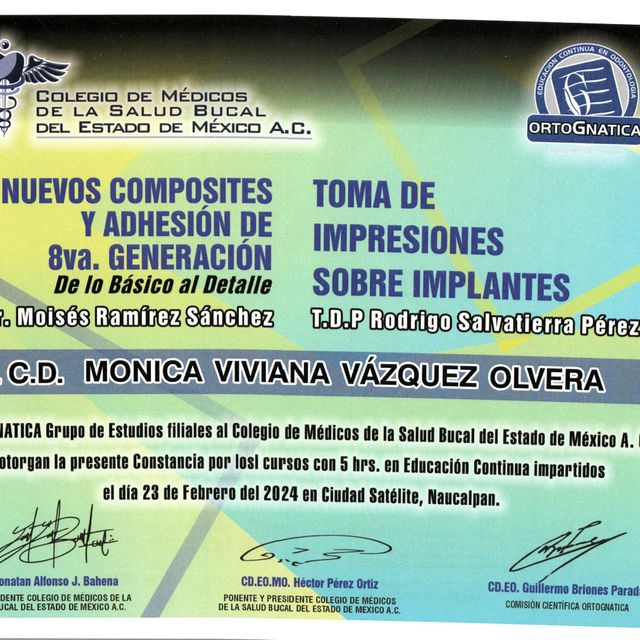 COLEGIO DE MÉDICOS
DE LA SALUD BUCAL
DEL ESTADO DE MÉXICO A.C.
EDUCACIÓN CONTINUA EN ODONTOLOGÍA
ORTOGNATICA
NUEVOS COMPOSITES
Y ADHESIÓN DE
8va. GENERACIÓN
De lo Básico al Detalle
r. Moisés Ramírez Sánchez
TOMA DE
IMPRESIONES
SOBRE IMPLANTES
T.D.P Rodrigo Salvatierra Pérez
. C.D. MONICA VIVIANA VÁZQUEZ OLVERA
NATICA Grupo de Estudios filiales al Colegio de Médicos de la Salud Bucal del Estado de México A. C
otorgan la presente Constancia por losl cursos con 5 hrs. en Educación Continua impartidos
el día 23 de Febrero del 2024 en Ciudad Satélite, Naucalpan.
onatan Alfonso J. Bahena
DENTE COLEGIO DE MÉDICOS DE LA
BUCAL DEL ESTADO DE MÉXICO A.C.
CD.EO.MO. Héctor Pérez Ortiz
PONENTE Y PRESIDENTE COLEGIO DE MÉDICOS
DE LA SALUD BUCAL DEL ESTADO DE MÉXICO A.C.
CD.EO. Guillermo Briones Parada
COMISIÓN CIENTÍFICA ORTOGNATICA